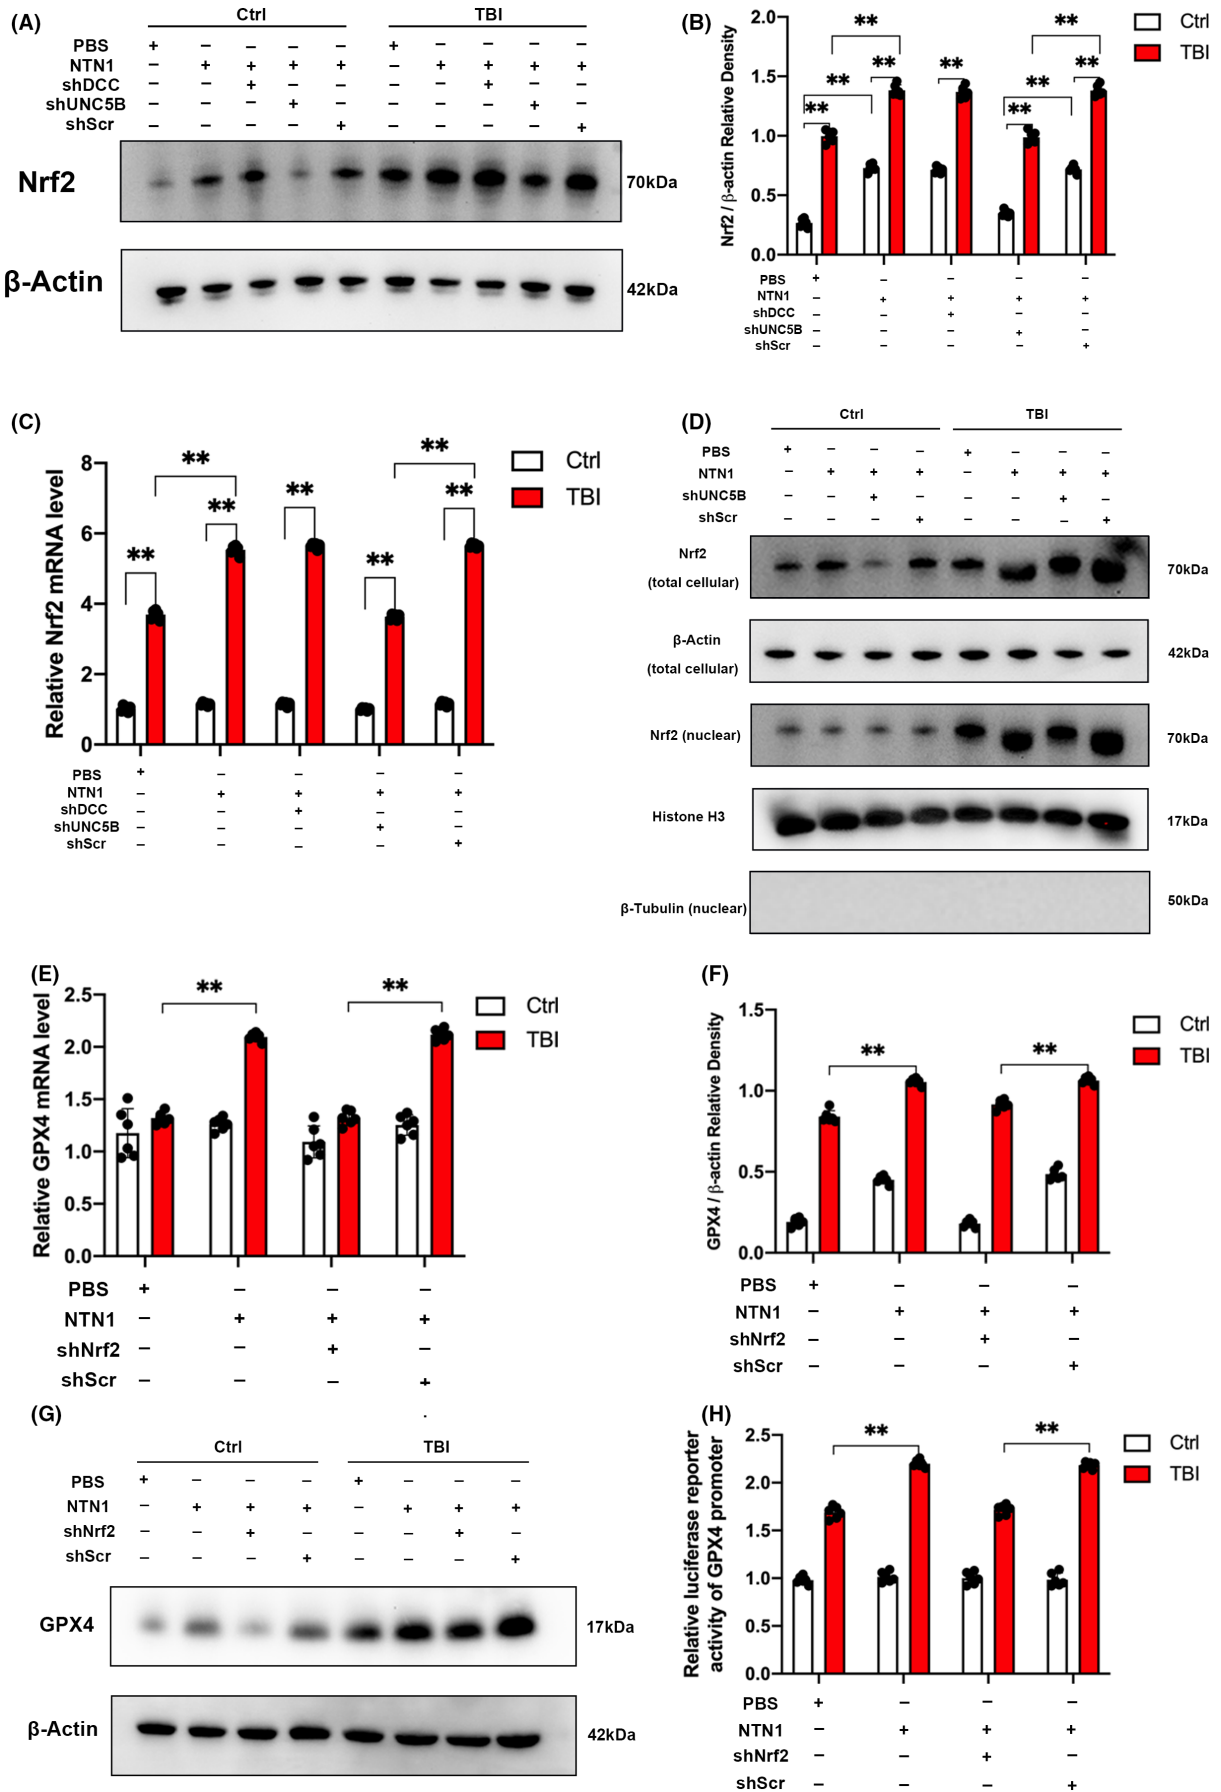 (A)
Ctrl TBI
PBS + – – – – + – – – –
NTN1 – + + + + – + + + +
shDCC – – + – – – – + – –
shUNC5B – – – + – – – – + –
shScr – – – – + – – – – +
Nrf2 70kDa
β-Actin 42kDa
(B)
Nrf2 / β-actin Relative Density
2.0
1.5
1.0
0.5
0.0
** ** ** ** ** ** ** ** **
Ctrl
TBI
PBS + – – – –
NTN1 – + + + +
shDCC – – + – –
shUNC5B – – – + –
shScr – – – – +
(C)
Relative Nrf2 mRNA level
8
6
4
2
0
** ** ** ** ** ** **
Ctrl
TBI
PBS + – – – –
NTN1 – + + + +
shDCC – – + – –
shUNC5B – – – + –
shScr – – – – +
(D)
Ctrl TBI
PBS + – – – + – – –
NTN1 – + + + – + + +
shUNC5B – – + – – – + –
shScr – – – + – – – +
Nrf2
(total cellular)
70kDa
β-Actin
(total cellular)
42kDa
Nrf2 (nuclear) 70kDa
Histone H3 17kDa
β-Tubulin (nuclear) 50kDa
(E)
Relative GPX4 mRNA level
2.5
2.0
1.5
1.0
0.5
0.0
** **
Ctrl
TBI
PBS + – – –
NTN1 – + + +
shNrf2 – – + –
shScr – – – +
(F)
GPX4 / β-actin Relative Density
1.5
1.0
0.5
0.0
** **
Ctrl
TBI
PBS + – – –
NTN1 – + + +
shNrf2 – – + –
shScr – – – +
(G)
Ctrl TBI
PBS + – – – + – – –
NTN1 – + + + – + + +
shNrf2 – – + – – – + –
shScr – – – + – – – +
GPX4 17kDa
β-Actin 42kDa
(H)
Relative luciferase reporter
activity of GPX4 promoter
2.5
2.0
1.5
1.0
0.5
0.0
** **
Ctrl
TBI
PBS + – – –
NTN1 – + + +
shNrf2 – – + –
shScr – – – +